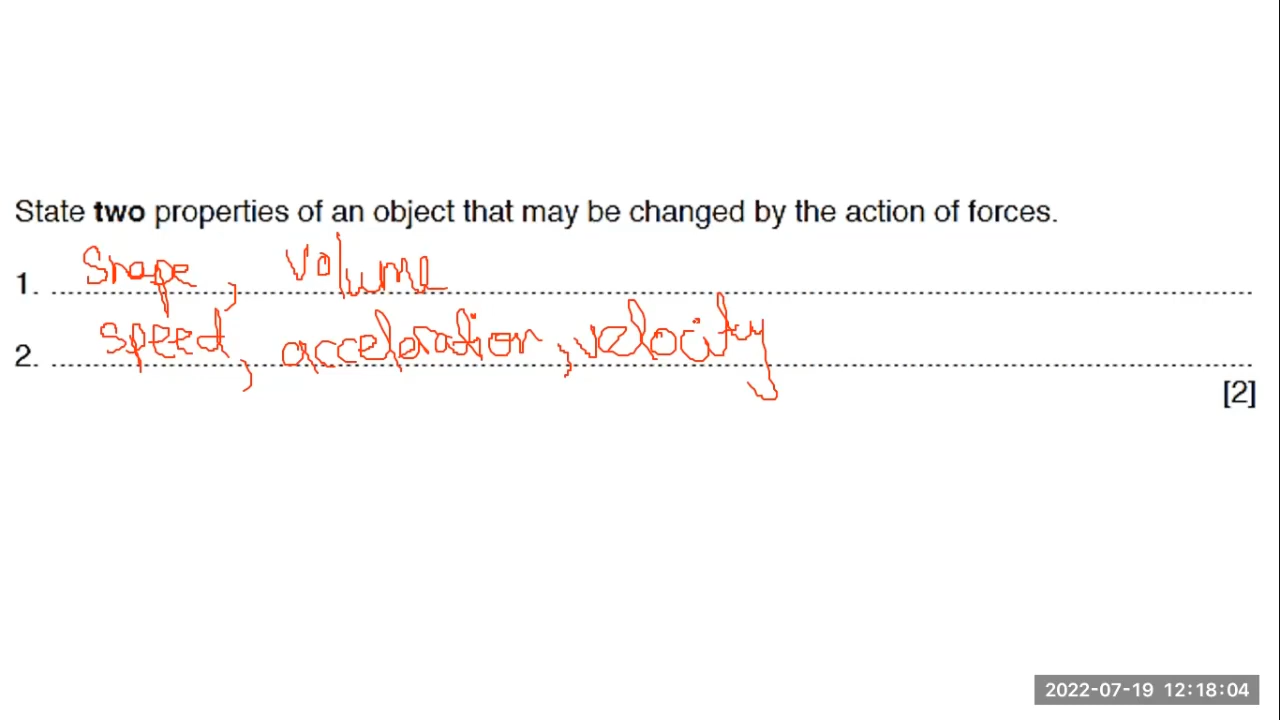 State two properties of an object that may be changed by the action of forces.
1. Shape, volume
2. speed, acceleration, velocity
[2]
2022-07-19 12:18:04